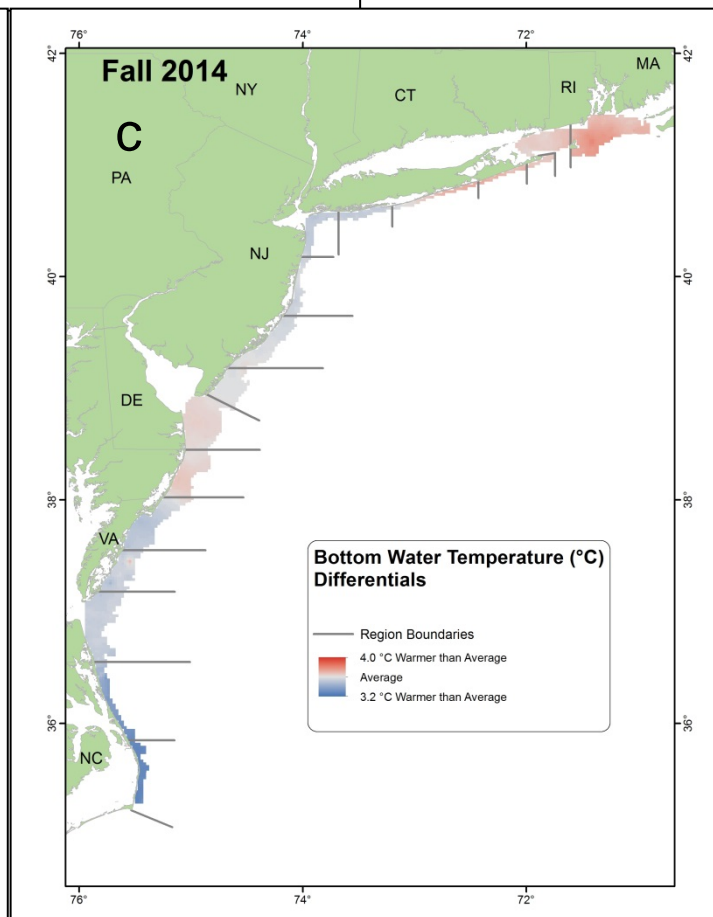 76° 74° 72°
42° 42°
Fall 2014
MA
NY
RI
CT
C
PA
NJ
40° 40°
DE
38° 38°
VA
Bottom Water Temperature (°C)
Differentials
Region Boundaries
4.0 °C Warmer than Average
Average
3.2 °C Warmer than Average
36° 36°
NC
76° 74° 72°